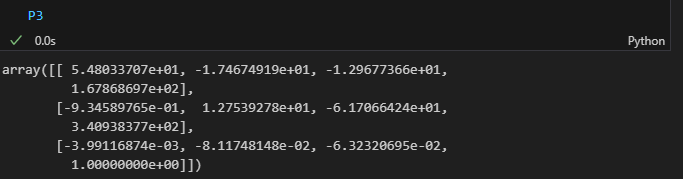 P3
0.0s
Python
array([[ 5.48033707e+01, -1.74674919e+01, -1.29677366e+01,
1.67868697e+02],
[-9.34589765e-01, 1.27539278e+01, -6.17066424e+01,
3.40938377e+02],
[-3.99116874e-03, -8.11748148e-02, -6.32320695e-02,
1.00000000e+00]])